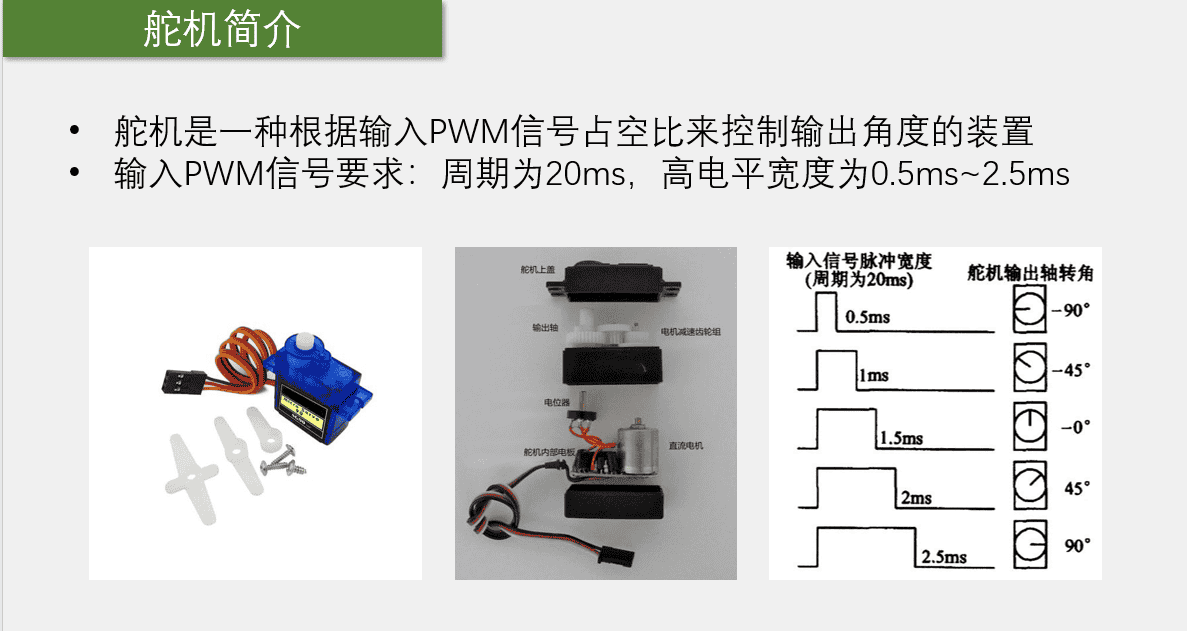 舵机简介
• 舵机是一种根据输入PWM信号占空比来控制输出角度的装置
• 输入PWM信号要求：周期为20ms，高电平宽度为0.5ms~2.5ms
舵机上盖
输出轴
电机减速齿轮组
电位器
直流电机
舵机内部电板
输入信号脉冲宽度
(周期为20ms)
舵机输出轴转角
0.5ms
-90°
1ms
-45°
1.5ms
-0°
2ms
45°
2.5ms
90°